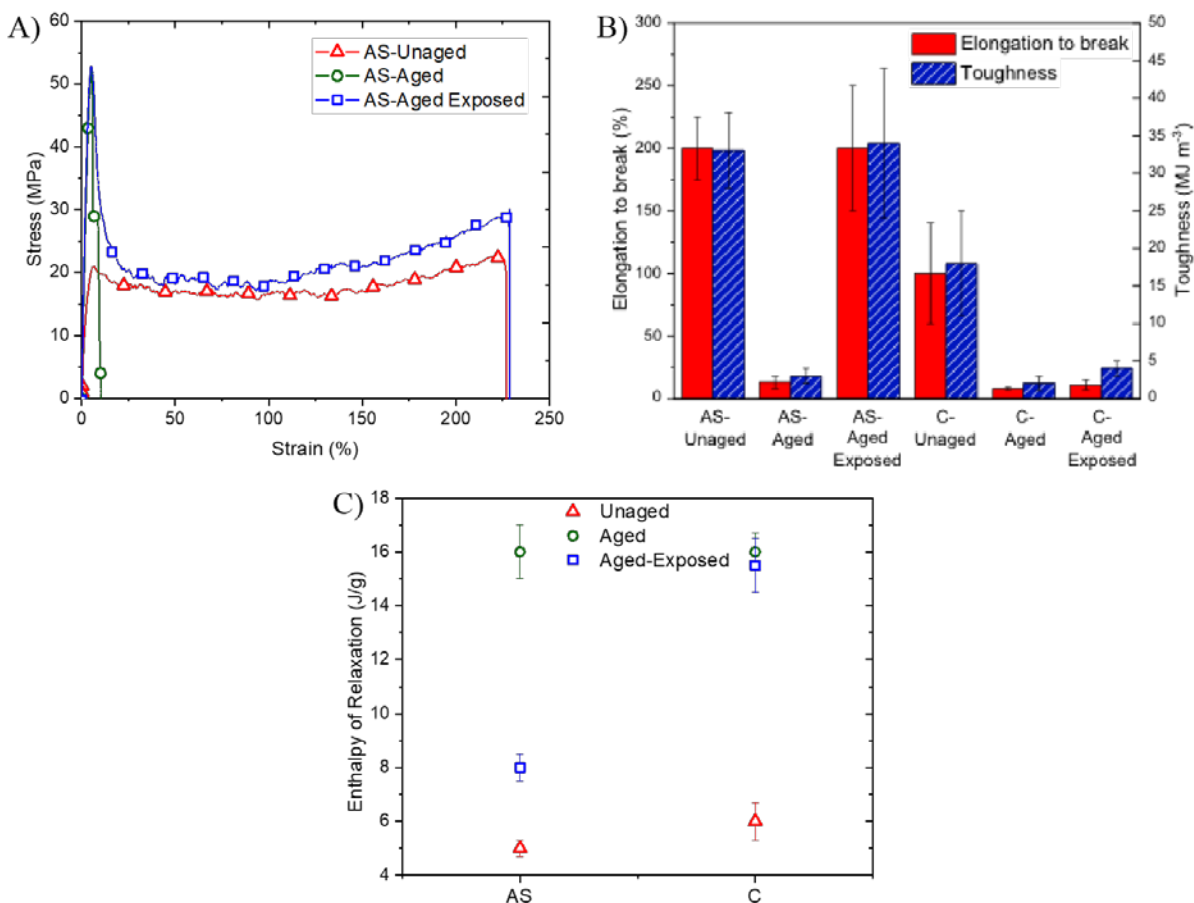 A)
60
50
40
30
20
10
0
Stress (MPa)
AS-Unaged
AS-Aged
AS-Aged Exposed
0 50 100 150 200 250
Strain (%)
B)
300
250
200
150
100
50
0
Elongation to break (%)
Elongation to break
Toughness
50
45
40
35
30
25
20
15
10
5
0
Toughness (MJ m⁻³)
AS-
Unaged
AS-
Aged
AS-
Aged
Exposed
C-
Unaged
C-
Aged
C-
Aged
Exposed
C)
18
16
14
12
10
8
6
4
Enthalpy of Relaxation (J/g)
Unaged
Aged
Aged-Exposed
AS C